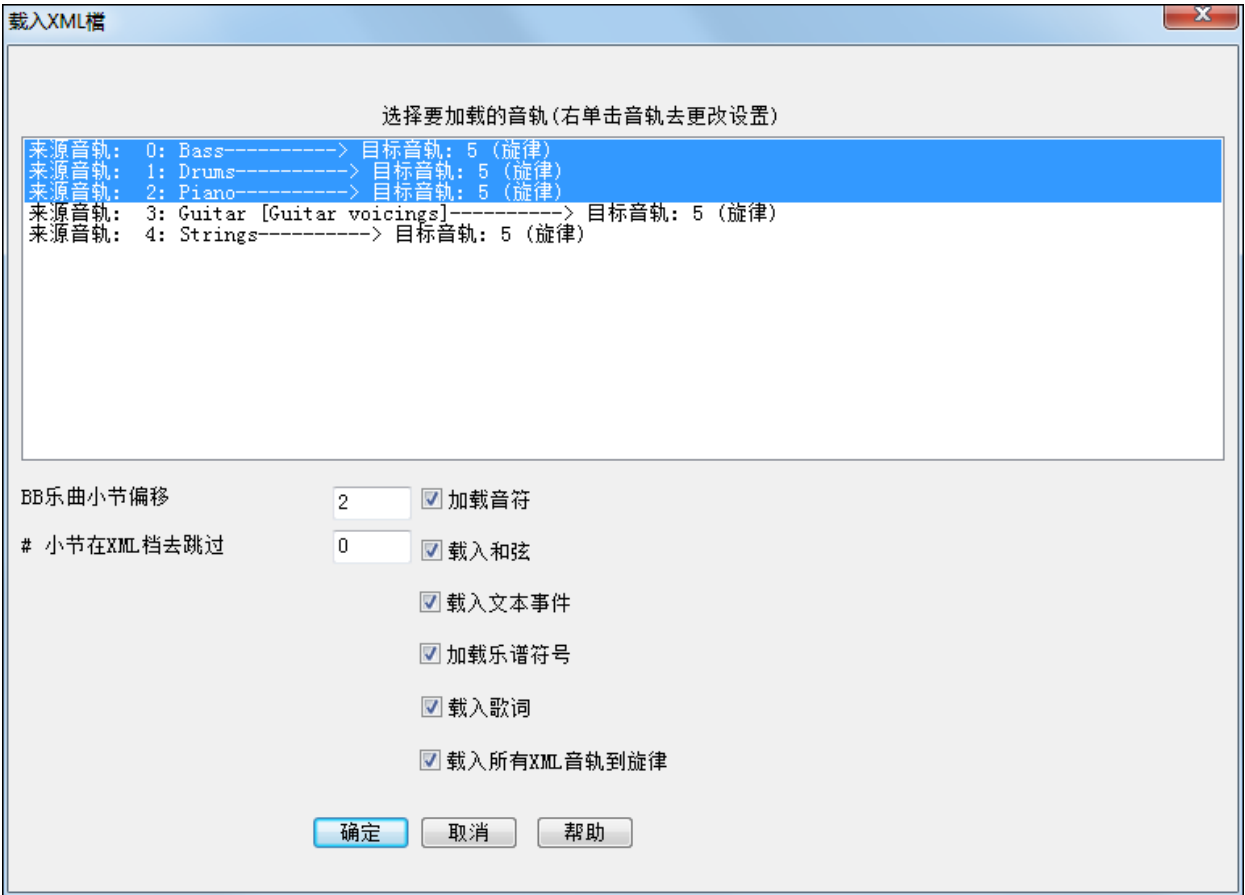 载入XML檔
选择要加载的音轨(右单击音轨去更改设置)
来源音轨: 0: Bass----------> 目标音轨: 5 (旋律)
来源音轨: 1: Drums----------> 目标音轨: 5 (旋律)
来源音轨: 2: Piano----------> 目标音轨: 5 (旋律)
来源音轨: 3: Guitar [Guitar voicings]----------> 目标音轨: 5 (旋律)
来源音轨: 4: Strings----------> 目标音轨: 5 (旋律)
BB乐曲小节偏移 2 加载音符
# 小节在XML档去跳过 0 载入和弦
载入文本事件
加载乐谱符号
载入歌词
载入所有XML音轨到旋律
确定 取消 帮助